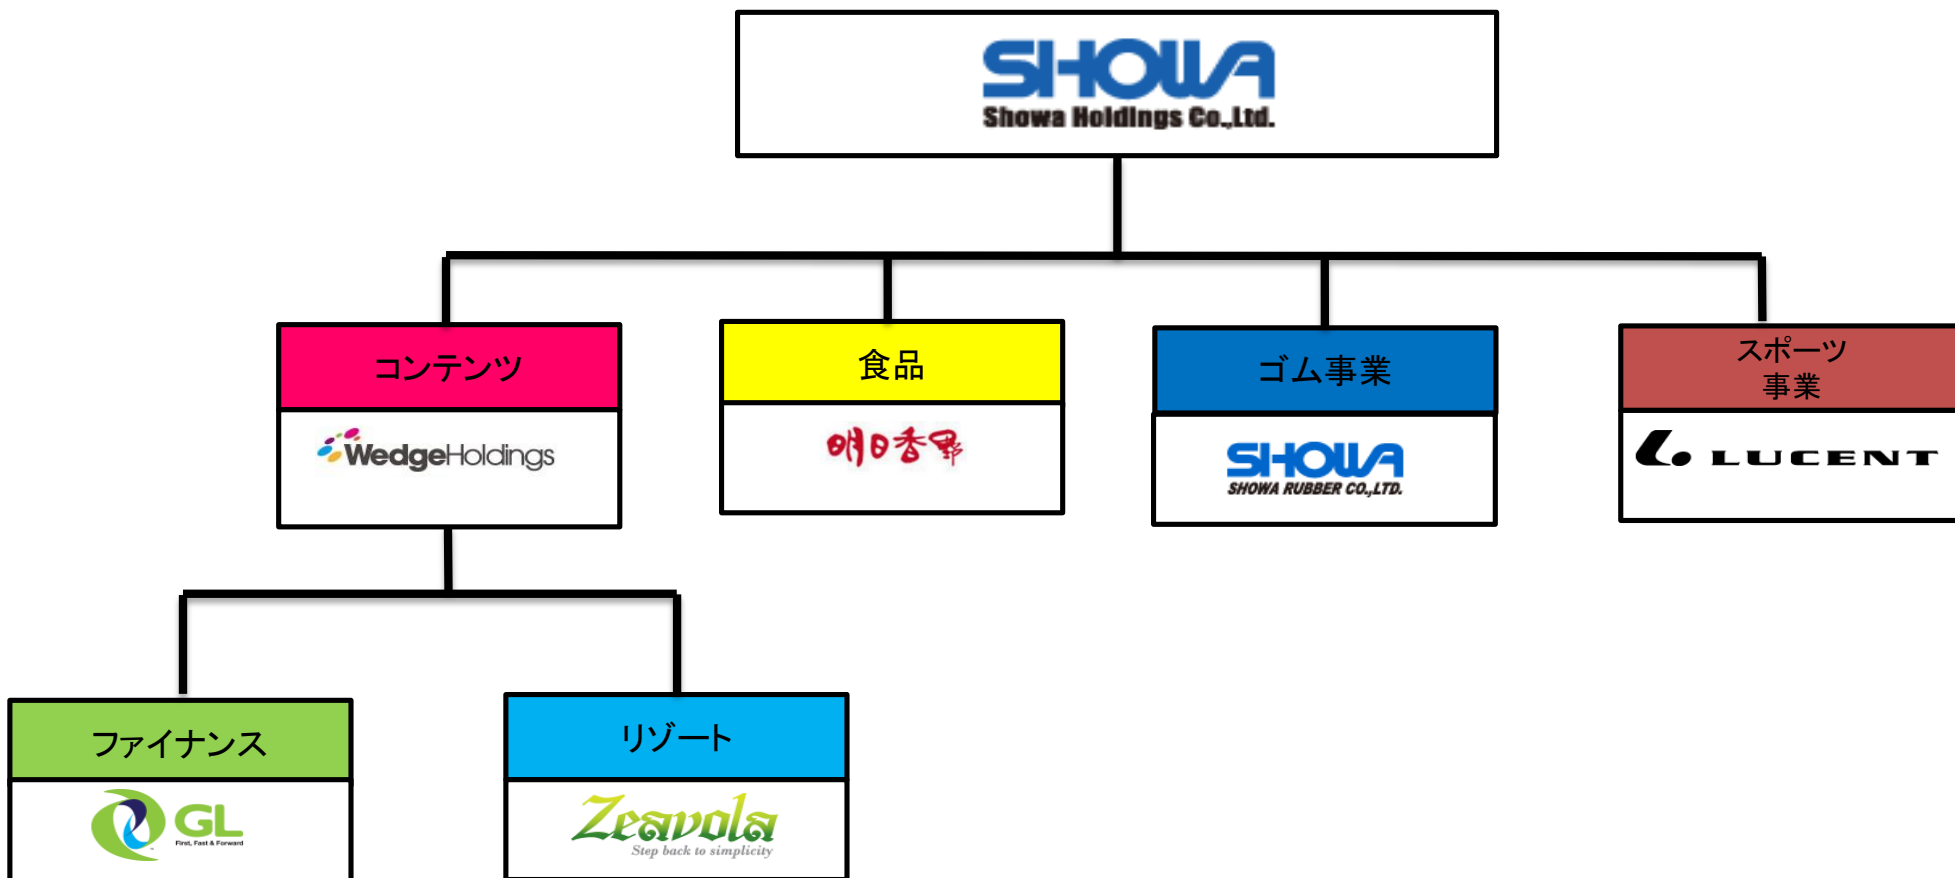 SHOWA
Showa Holdings Co.,Ltd.
コンテンツ
食品
ゴム事業
スポーツ
事業
WedgeHoldings
明日香野
SHOWA
SHOWA RUBBER CO.,LTD.
LUCENT
ファイナンス
リゾート
GL
First, Fast & Forward
Zeavola
Step back to simplicity